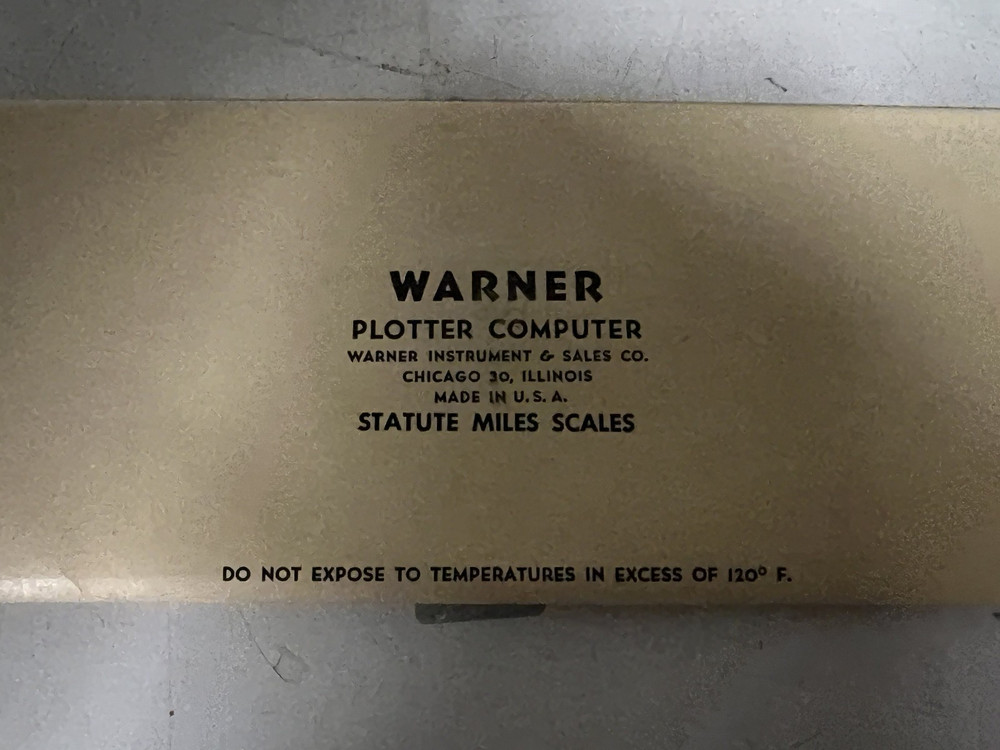 WARNER
PLOTTER COMPUTER
WARNER INSTRUMENT & SALES CO.
CHICAGO 30, ILLINOIS
MADE IN U.S.A.
STATUTE MILES SCALES
DO NOT EXPOSE TO TEMPERATURES IN EXCESS OF 120° F.